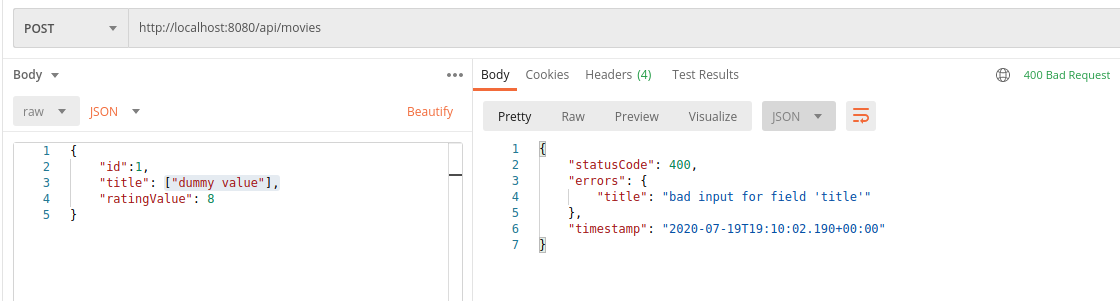 POST http://localhost:8080/api/movies
Body
raw JSON Beautify
1 {
2 "id":1,
3 "title": ["dummy value"],
4 "ratingValue": 8
5 }
Body Cookies Headers (4) Test Results 400 Bad Request
Pretty Raw Preview Visualize JSON
1 {
2 "statusCode": 400,
3 "errors": {
4 "title": "bad input for field 'title'"
5 },
6 "timestamp": "2020-07-19T19:10:02.190+00:00"
7 }